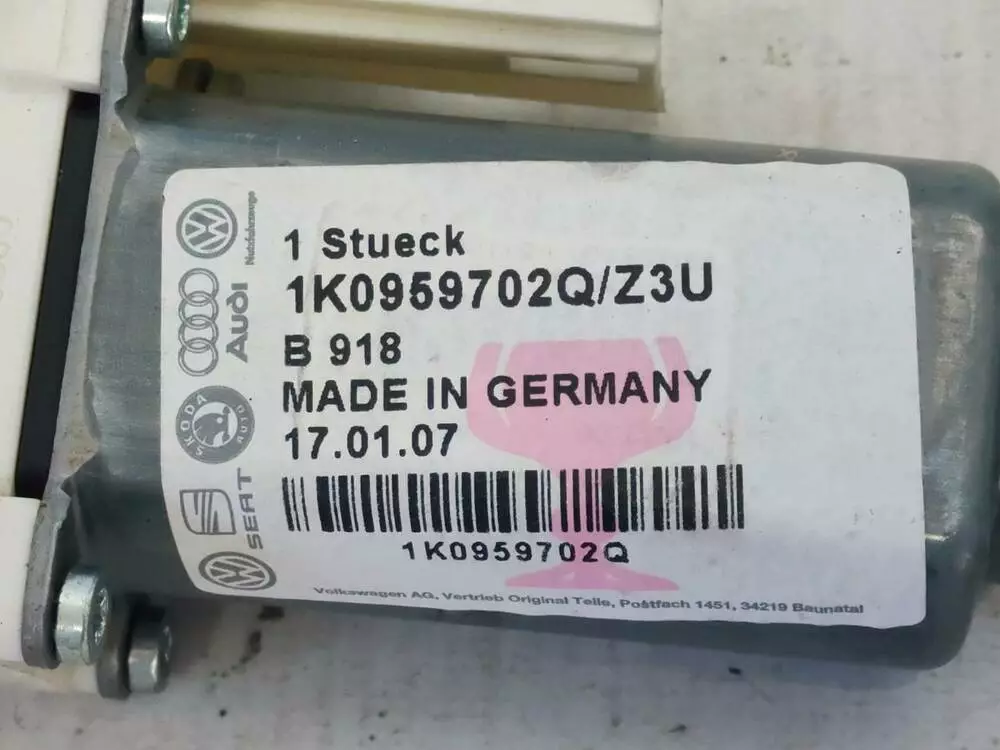 1 Stueck
1K0959702Q/Z3U
B 918
MADE IN GERMANY
17.01.07
1K0959702Q
Volkswagen AG, Vertrieb Original Teile, Postfach 1451, 34219 Baunatal
Nutzfahrzeuge
Audi
SKODA
AUTO
SEAT